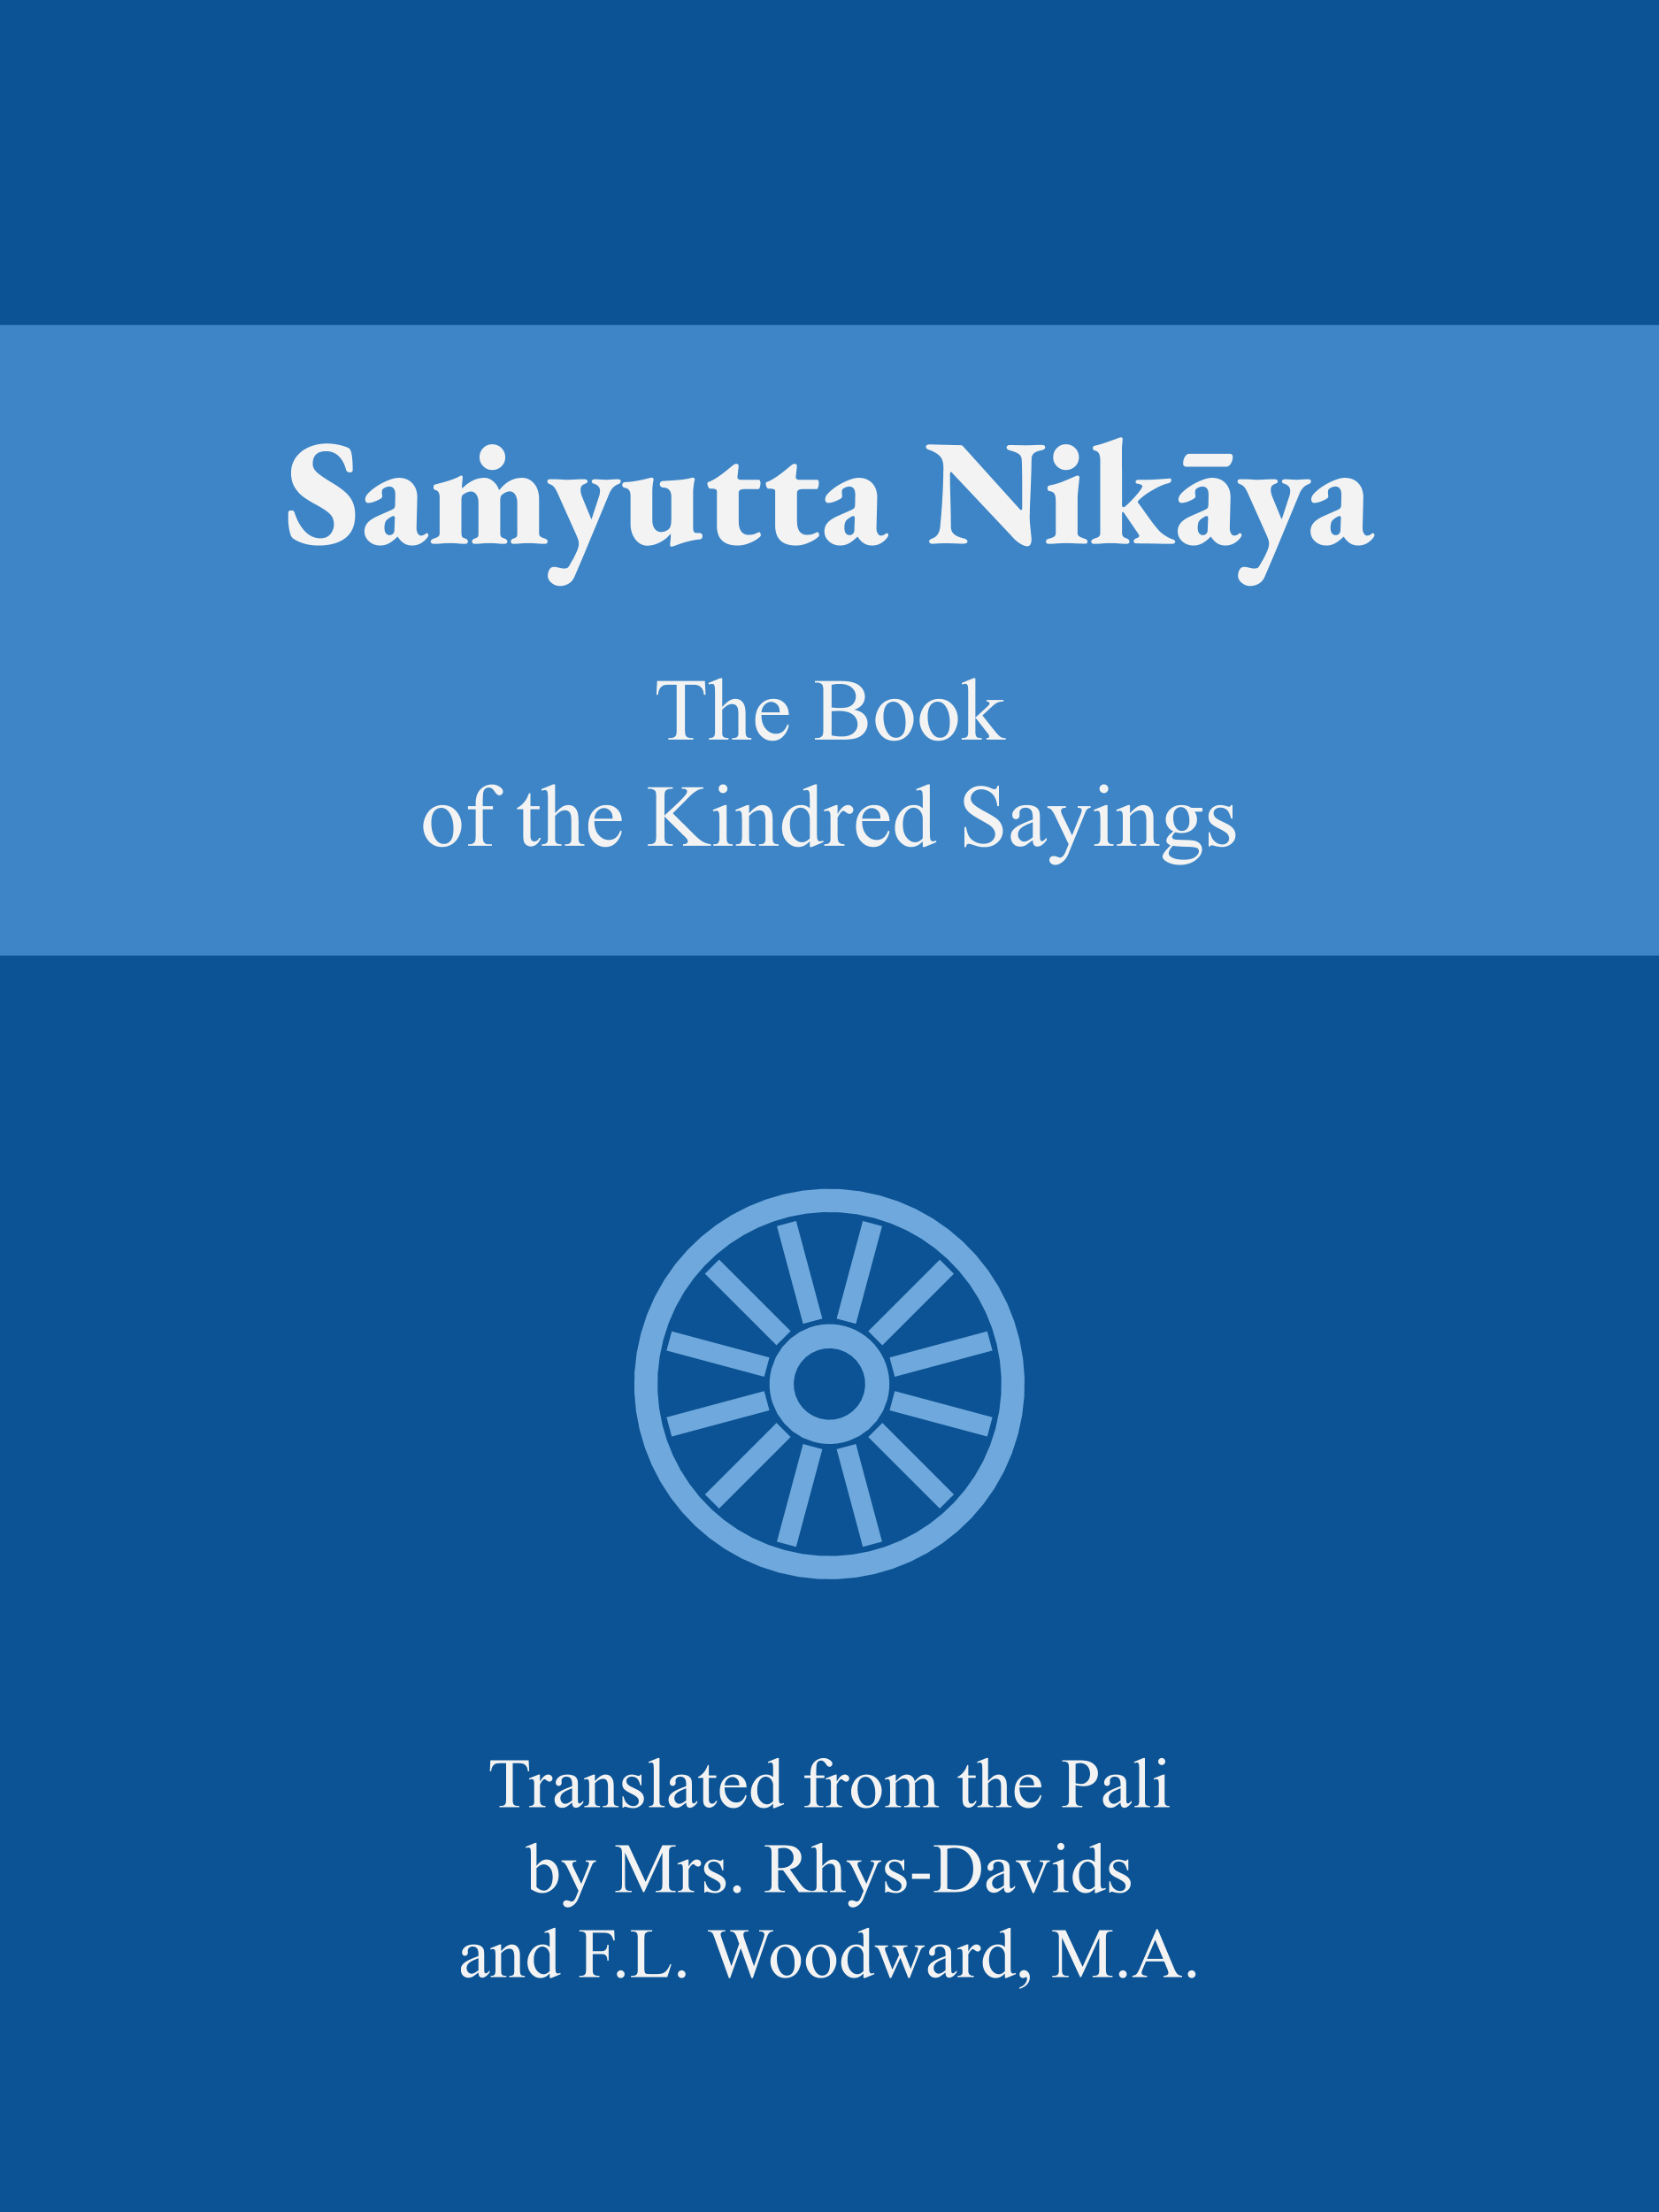 Saṁyutta Nikāya
The Book
of the Kindred Sayings
Translated from the Pali
by Mrs. Rhys-Davids
and F.L. Woodward, M.A.